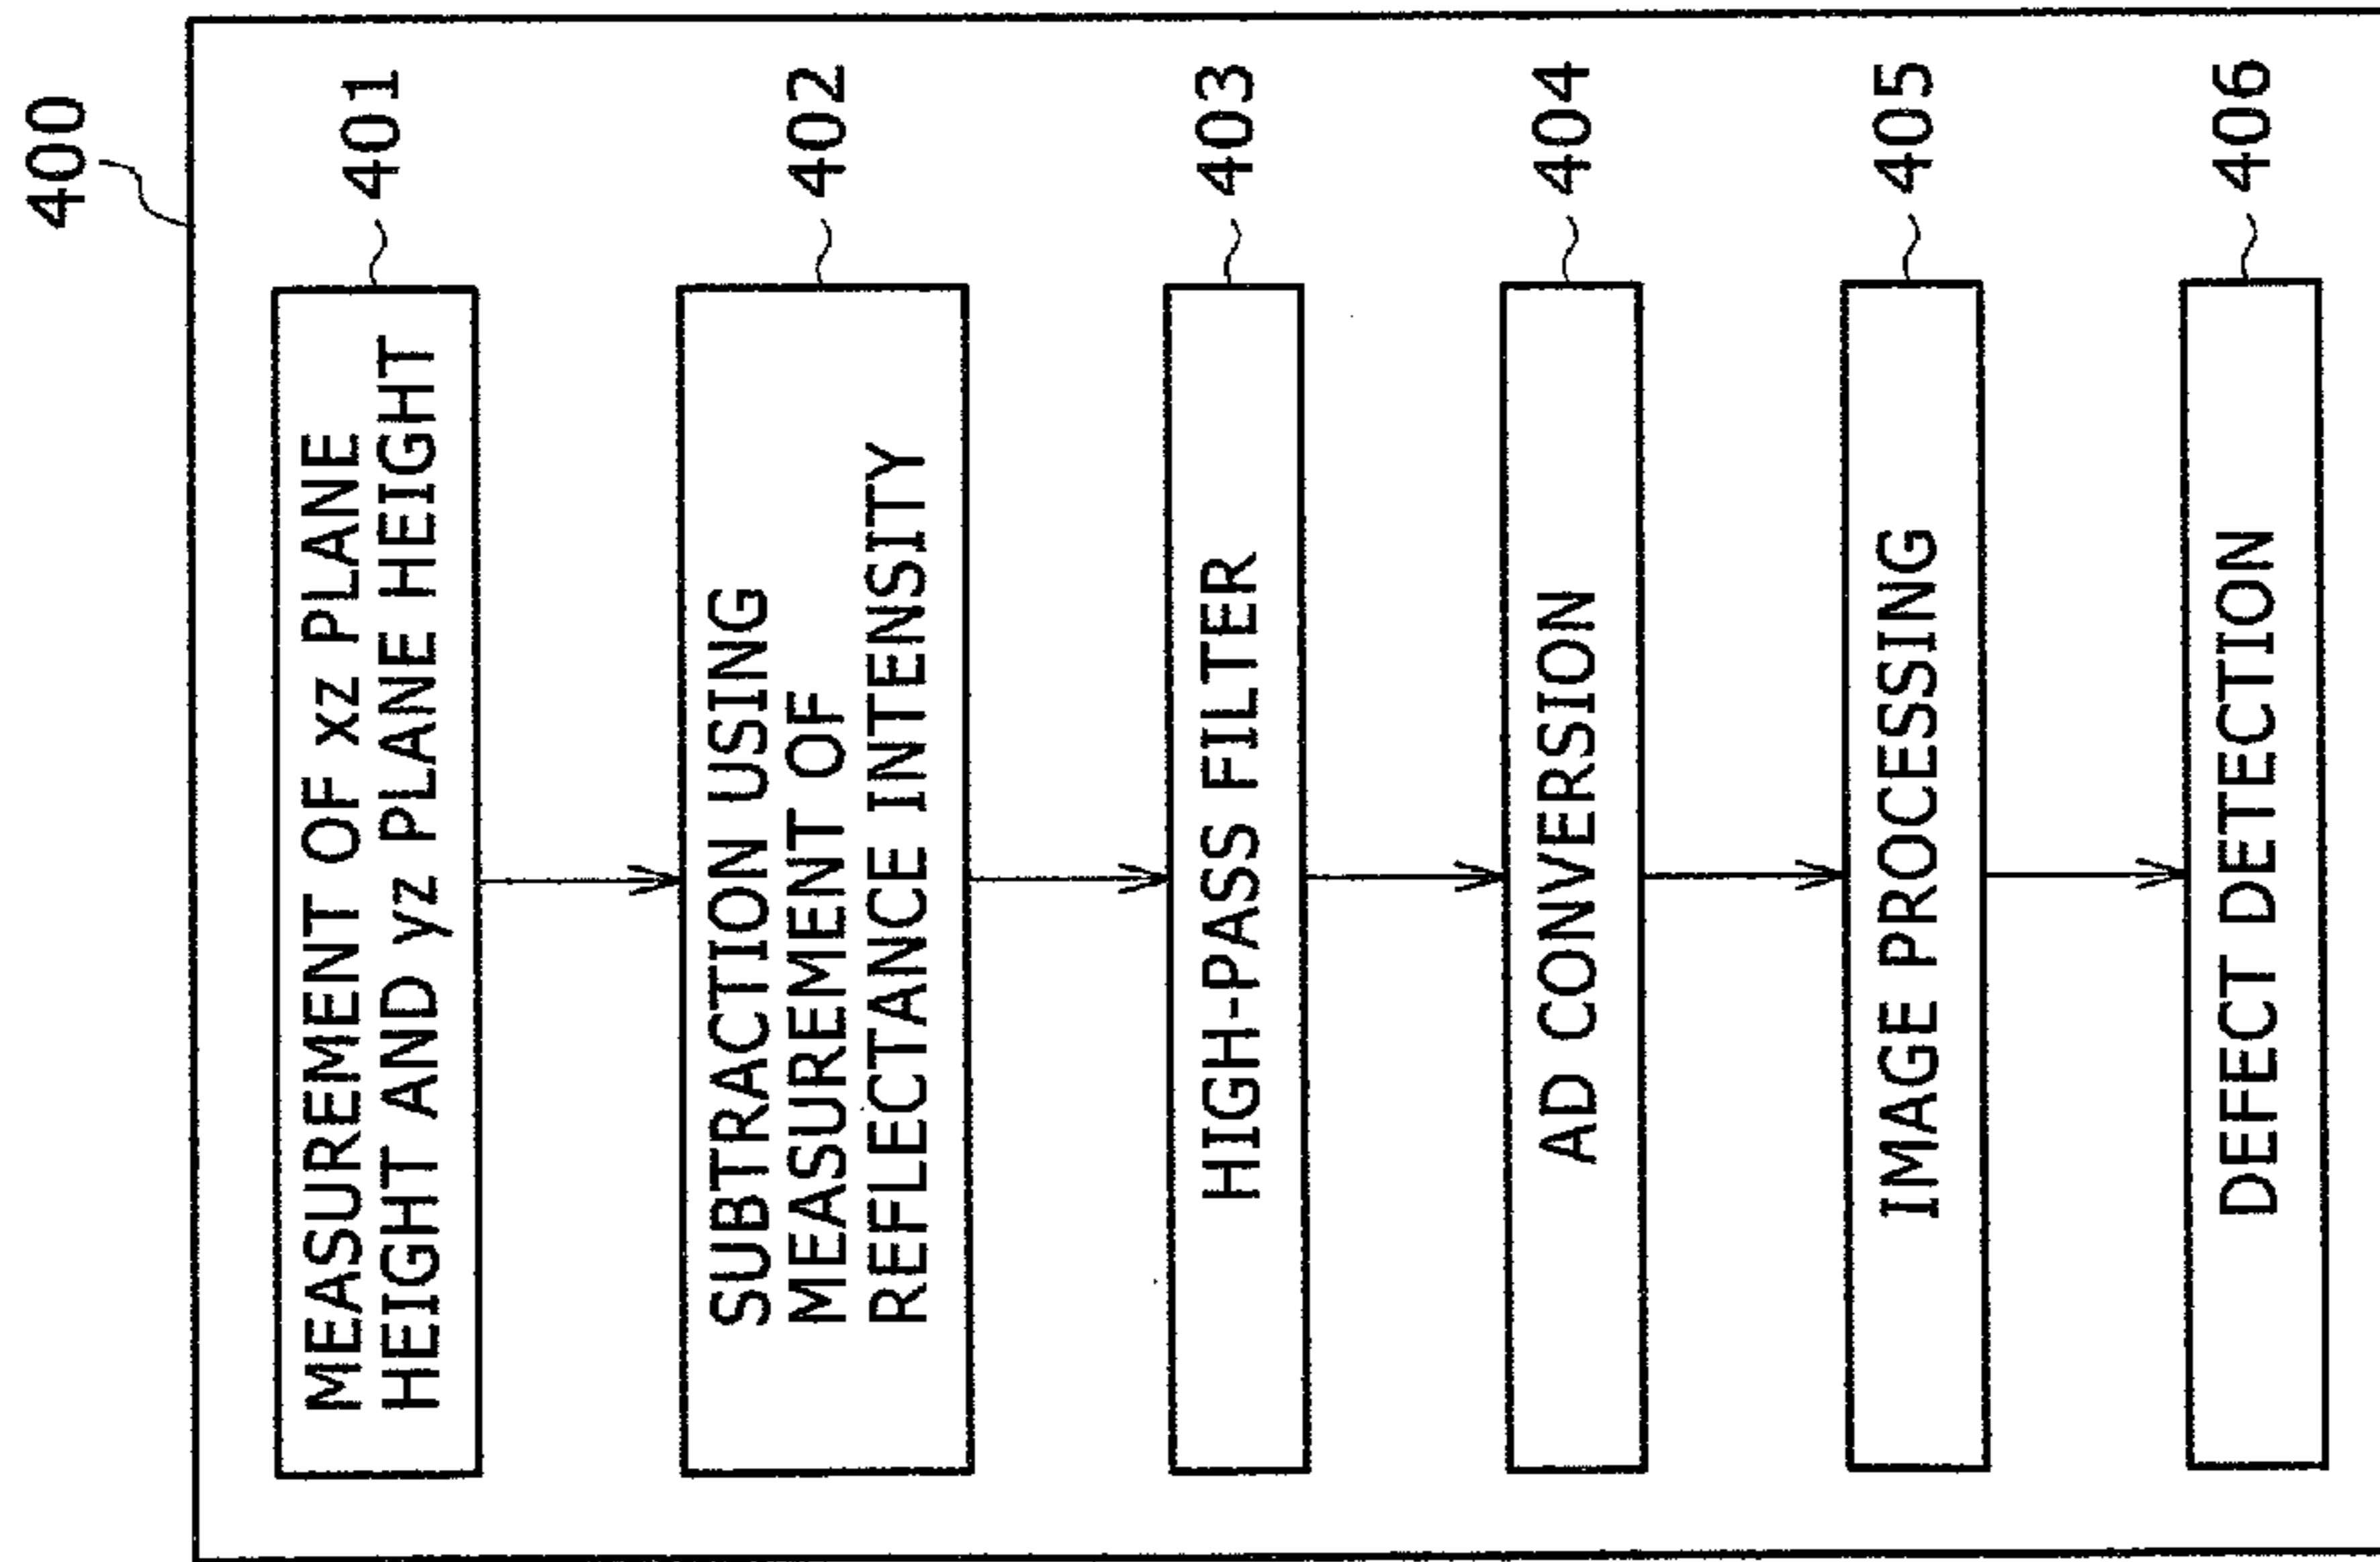 400
MEASUREMENT OF xz PLANE
HEIGHT AND yz PLANE HEIGHT
401
SUBTRACTION USING
MEASUREMENT OF
REFLECTANCE INTENSITY
402
HIGH-PASS FILTER
403
AD CONVERSION
404
IMAGE PROCESSING
405
DEFECT DETECTION
406